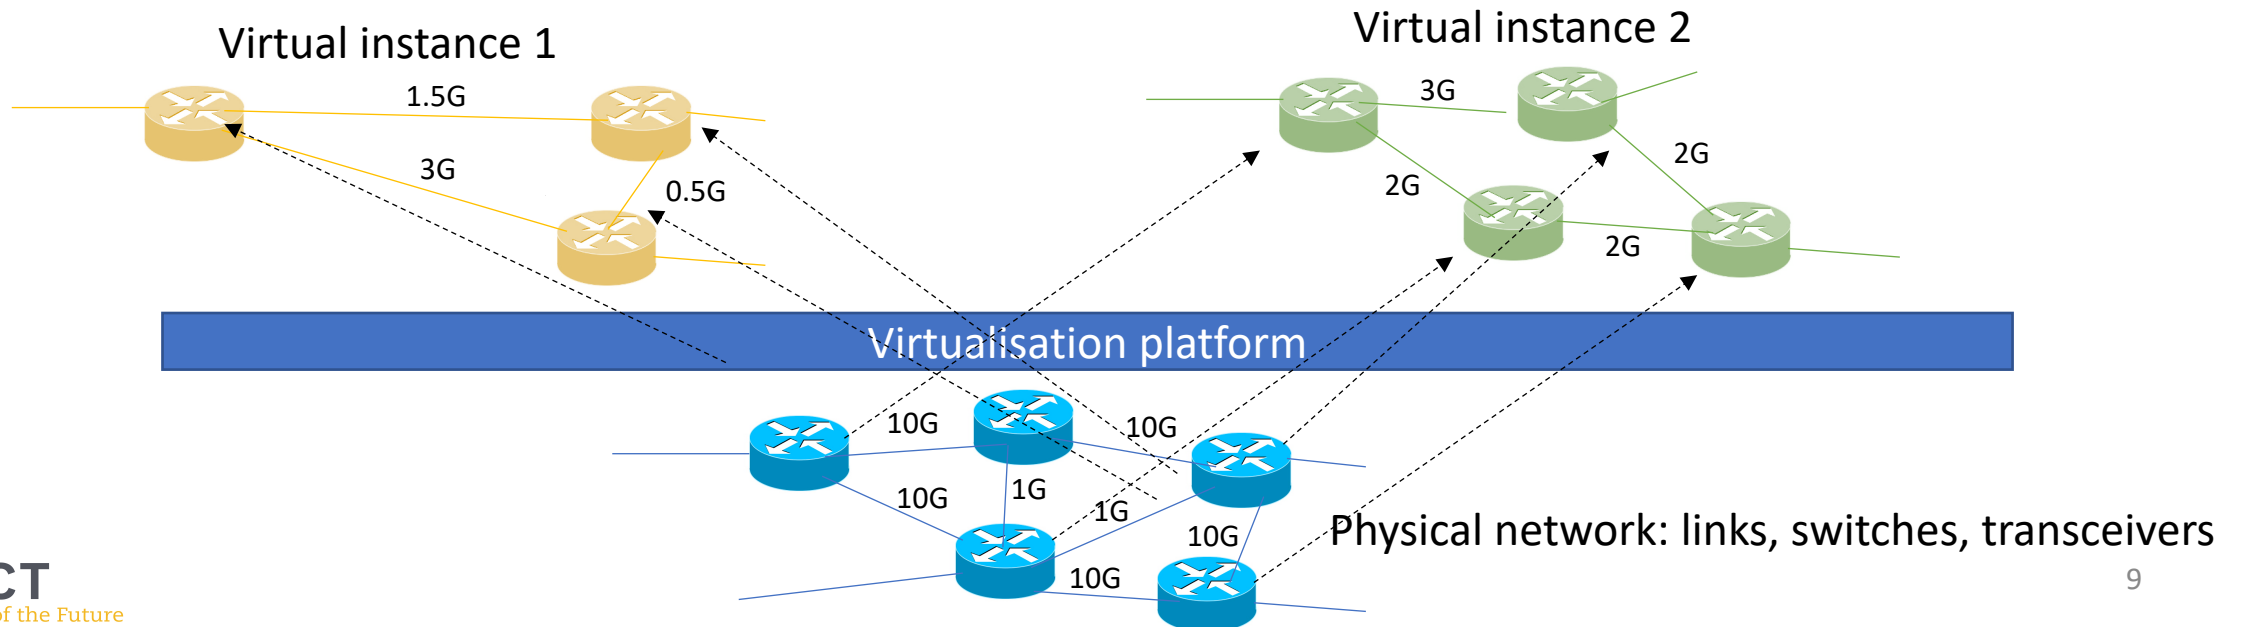 Virtual instance 1
Virtual instance 2
1.5G
3G
0.5G
3G
2G
2G
2G
Virtualisation platform
10G
10G
10G
1G
1G
10G
10G
Physical network: links, switches, transceivers
CT
of the Future
9